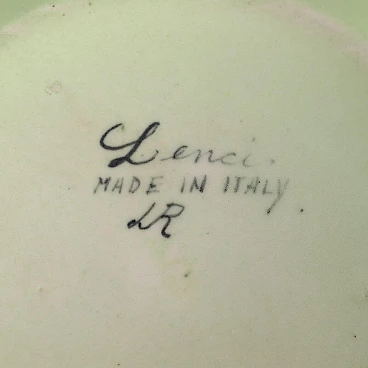 Lenci.
MADE IN ITALY.
LR